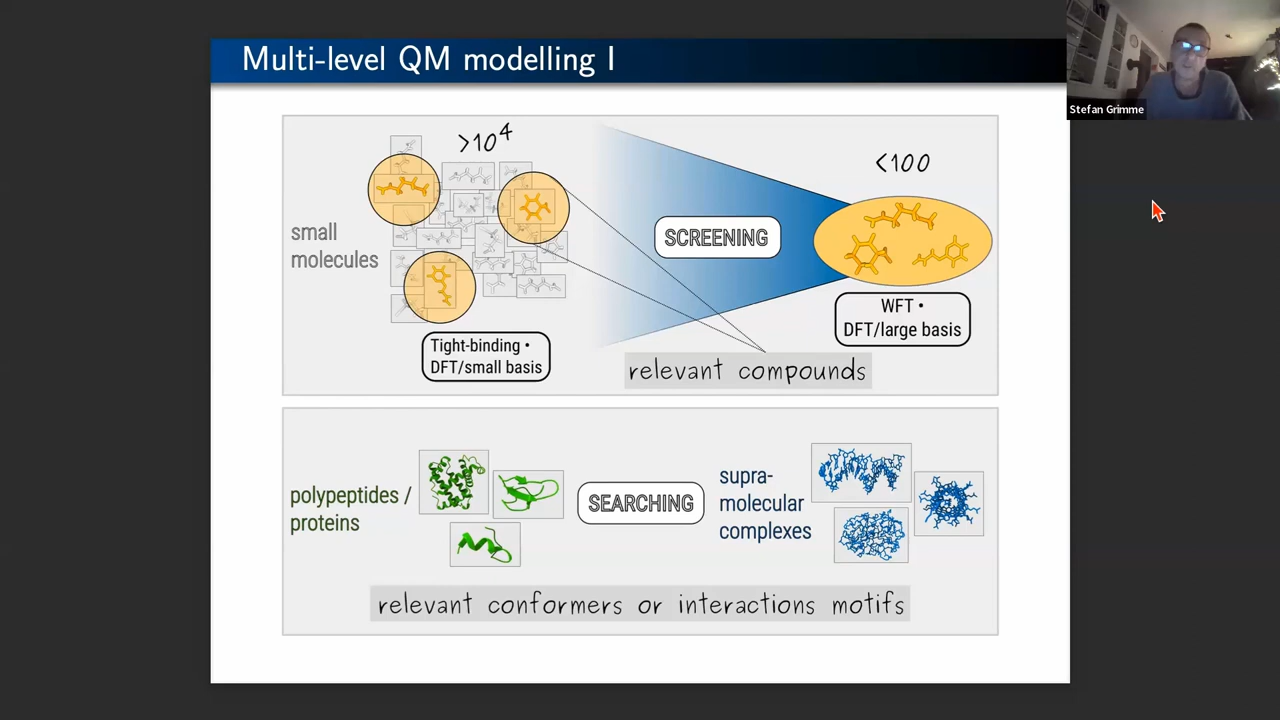 Multi-level QM modelling I
Stefan Grimme
>10⁴
<100
small
molecules
SCREENING
WFT •
DFT/large basis
Tight-binding •
DFT/small basis
relevant compounds
polypeptides /
proteins
SEARCHING
supra-
molecular
complexes
relevant conformers or interactions motifs